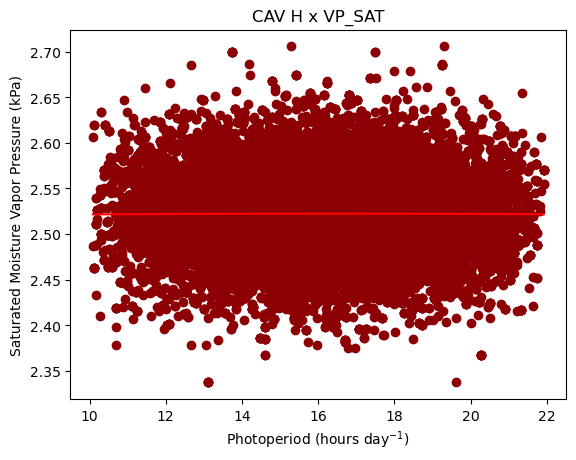 CAV H x VP_SAT
Saturated Moisture Vapor Pressure (kPa)
2.70
2.65
2.60
2.55
2.50
2.45
2.40
2.35
10 12 14 16 18 20 22
Photoperiod (hours day⁻¹)